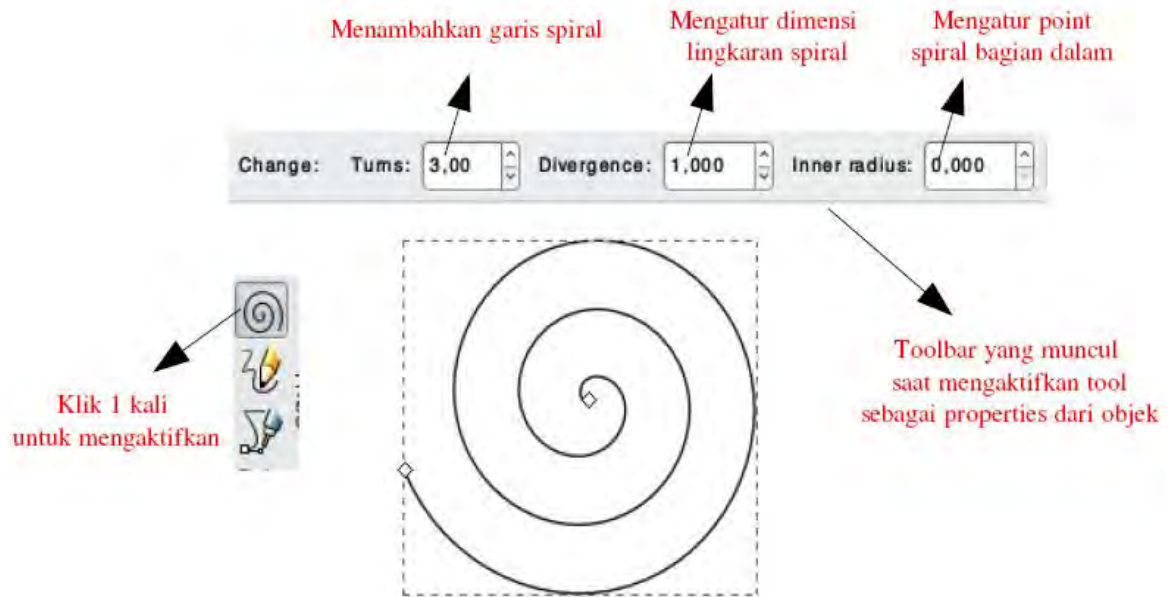 Menambahkan garis spiral
Mengatur dimensi
lingkaran spiral
Mengatur point
spiral bagian dalam
Change: Turns: 3,00 Divergence: 1,000 Inner radius: 0,000
Klik 1 kali
untuk mengaktifkan
Toolbar yang muncul
saat mengaktifkan tool
sebagai properties dari objek